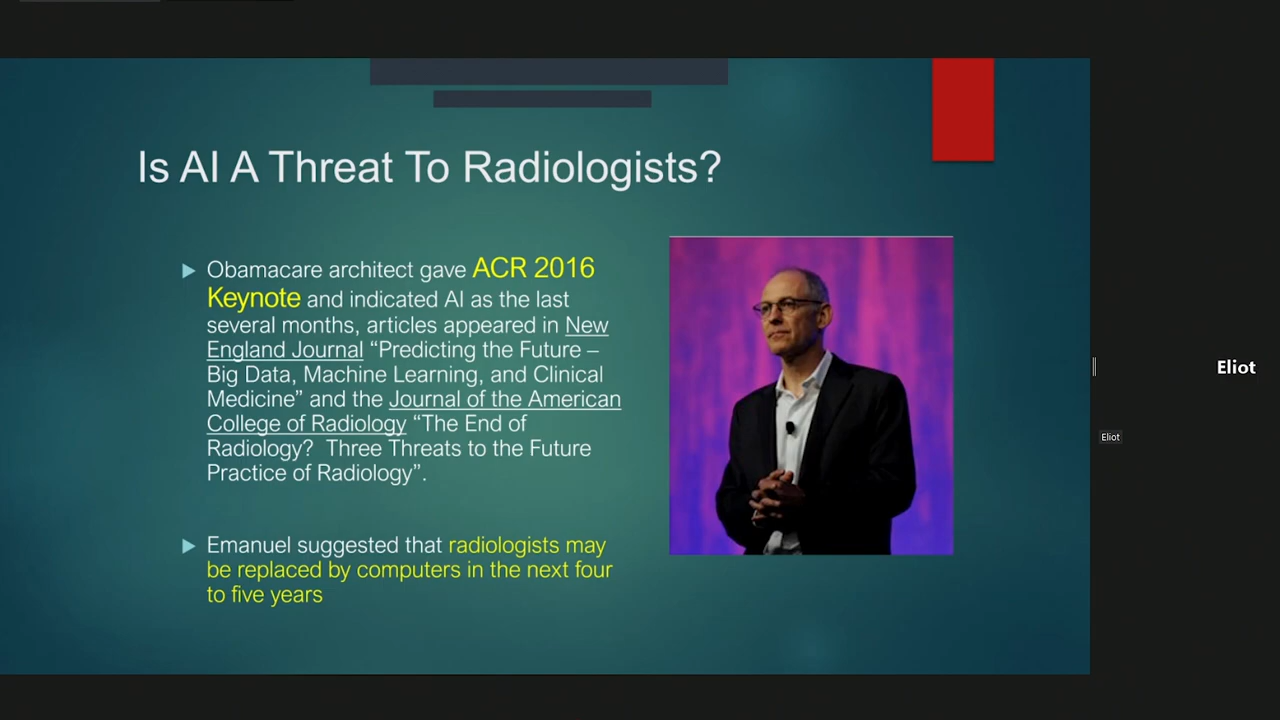 Is AI A Threat To Radiologists?
Obamacare architect gave ACR 2016
Keynote and indicated AI as the last
several months, articles appeared in New
England Journal “Predicting the Future –
Big Data, Machine Learning, and Clinical
Medicine” and the Journal of the American
College of Radiology “The End of
Radiology? Three Threats to the Future
Practice of Radiology”.
Emanuel suggested that radiologists may
be replaced by computers in the next four
to five years
Eliot
Eliot